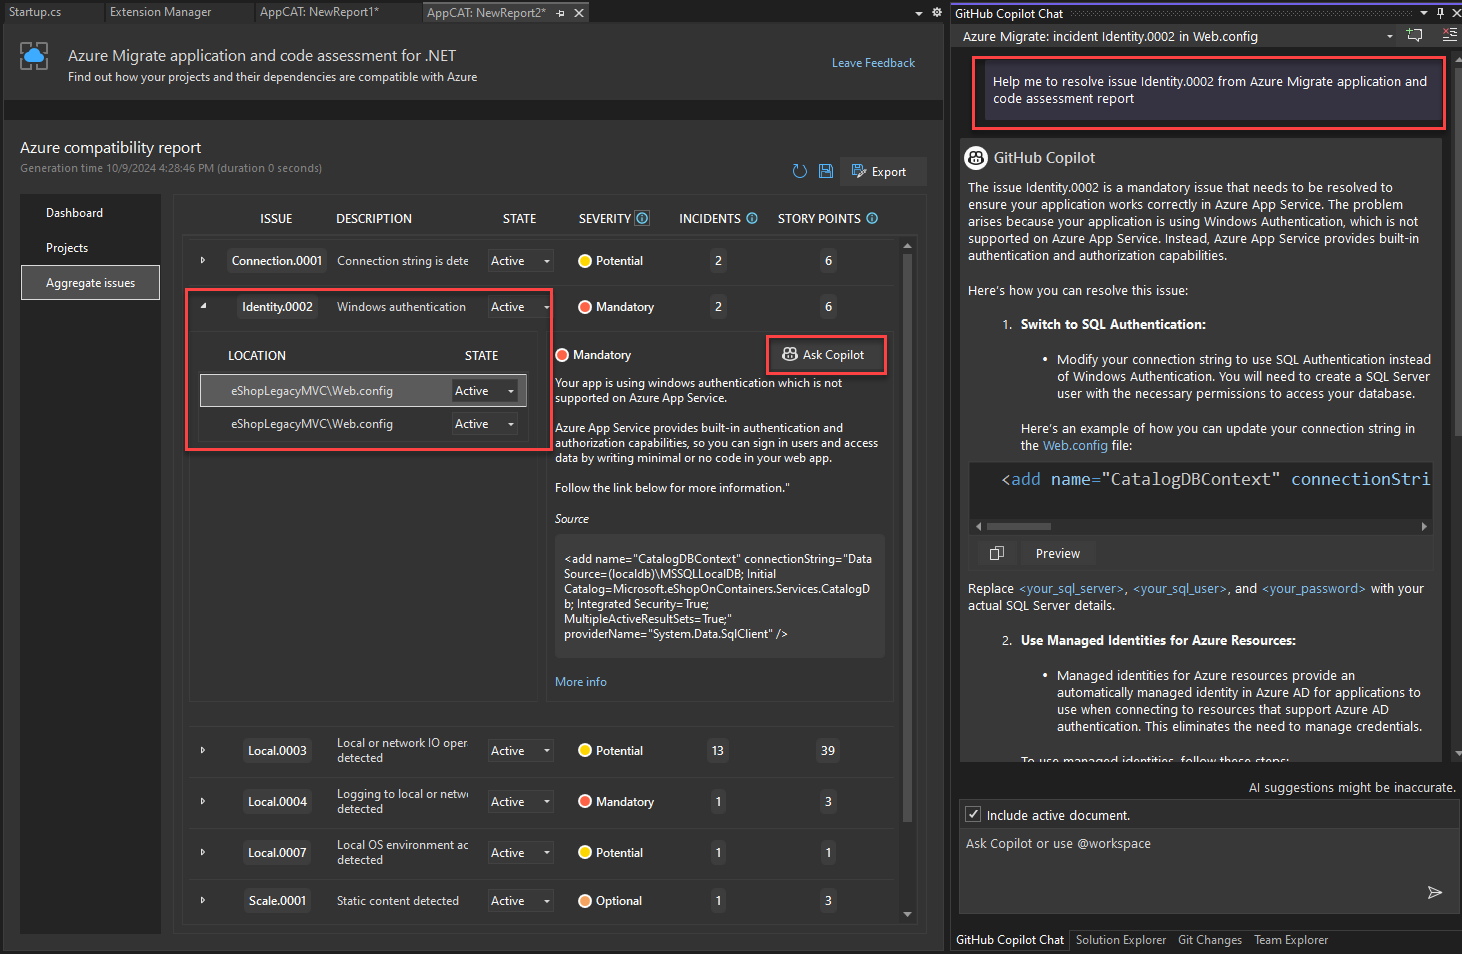 Startup.cs
Extension Manager
AppCAT: NewReport1*
AppCAT: NewReport2*
Azure Migrate application and code assessment for .NET
Find out how your projects and their dependencies are compatible with Azure
Leave Feedback
Azure compatibility report
Generation time 10/9/2024 4:28:46 PM (duration 0 seconds)
Export
Dashboard
Projects
Aggregate issues
ISSUE DESCRIPTION STATE SEVERITY INCIDENTS STORY POINTS
Connection.0001 Connection string is dete Active Potential 2 6
Identity.0002 Windows authentication Active Mandatory 2 6
LOCATION STATE
eShopLegacyMVC\Web.config Active
eShopLegacyMVC\Web.config Active
Mandatory
Ask Copilot
Your app is using windows authentication which is not
supported on Azure App Service.
Azure App Service provides built-in authentication and
authorization capabilities, so you can sign in users and access
data by writing minimal or no code in your web app.
Follow the link below for more information."
Source
<add name="CatalogDBContext" connectionString="Data
Source=(localdb)\MSSQLLocalDB; Initial
Catalog=Microsoft.eShopOnContainers.Services.CatalogD
b; Integrated Security=True;
MultipleActiveResultSets=True;"
providerName="System.Data.SqlClient" />
More info
Local.0003 Local or network IO oper
detected Active Potential 13 39
Local.0004 Logging to local or netwo
detected Active Mandatory 1 3
Local.0007 Local OS environment ac
detected Active Potential 1 1
Scale.0001 Static content detected Active Optional 1 3
GitHub Copilot Chat
Azure Migrate: incident Identity.0002 in Web.config
Help me to resolve issue Identity.0002 from Azure Migrate application and
code assessment report
GitHub Copilot
The issue Identity.0002 is a mandatory issue that needs to be resolved to
ensure your application works correctly in Azure App Service. The problem
arises because your application is using Windows Authentication, which is not
supported on Azure App Service. Instead, Azure App Service provides built-in
authentication and authorization capabilities.
Here's how you can resolve this issue:
1. Switch to SQL Authentication:
• Modify your connection string to use SQL Authentication instead
of Windows Authentication. You will need to create a SQL Server
user with the necessary permissions to access your database.
Here's an example of how you can update your connection string in
the Web.config file:
<add name="CatalogDBContext" connectionStri
Preview
Replace <your_sql_server>, <your_sql_user>, and <your_password> with your
actual SQL Server details.
2. Use Managed Identities for Azure Resources:
• Managed identities for Azure resources provide an
automatically managed identity in Azure AD for applications to
use when connecting to resources that support Azure AD
authentication. This eliminates the need to manage credentials.
To use managed identities, follow these steps:
AI suggestions might be inaccurate.
Include active document.
Ask Copilot or use @workspace
GitHub Copilot Chat
Solution Explorer
Git Changes
Team Explorer